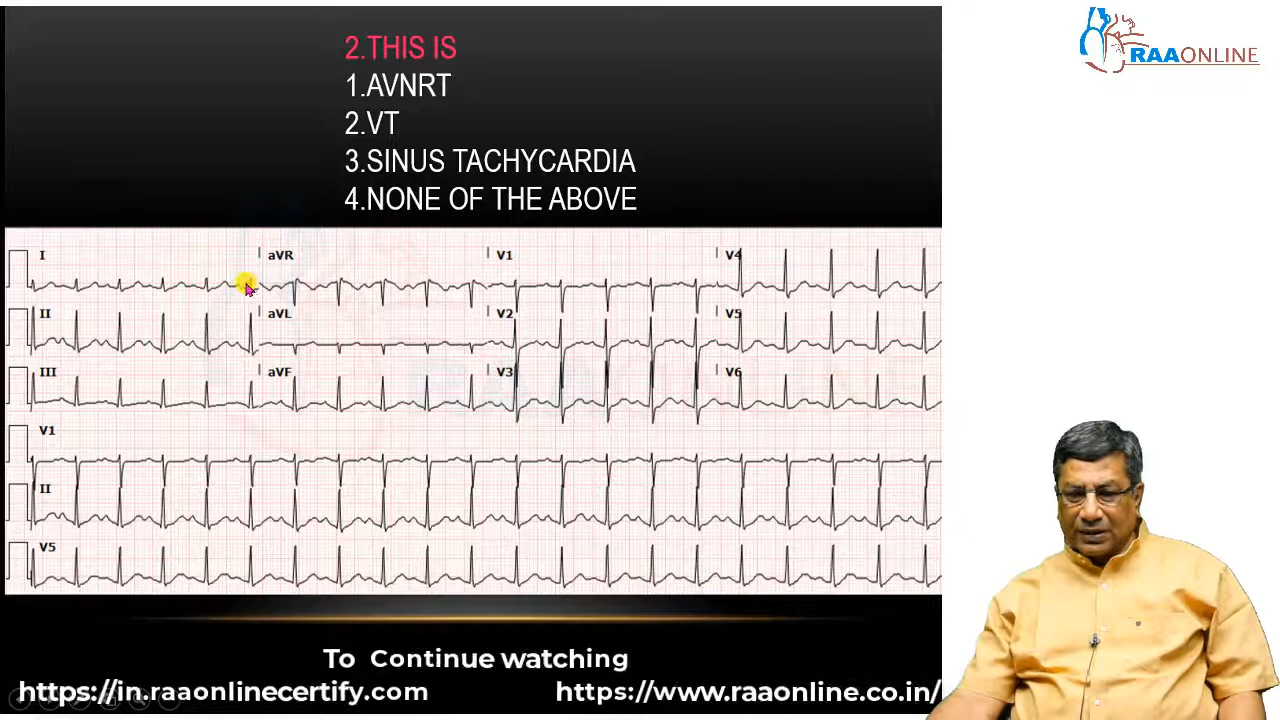 2.THIS IS
1.AVNRT
2.VT
3.SINUS TACHYCARDIA
4.NONE OF THE ABOVE
RAAONLINE
I aVR V1 V4
II aVL V2 V5
III aVF V3 V6
V1
II
V5
To Continue watching
https://in.raaonlinecertify.com https://www.raaonline.co.in/